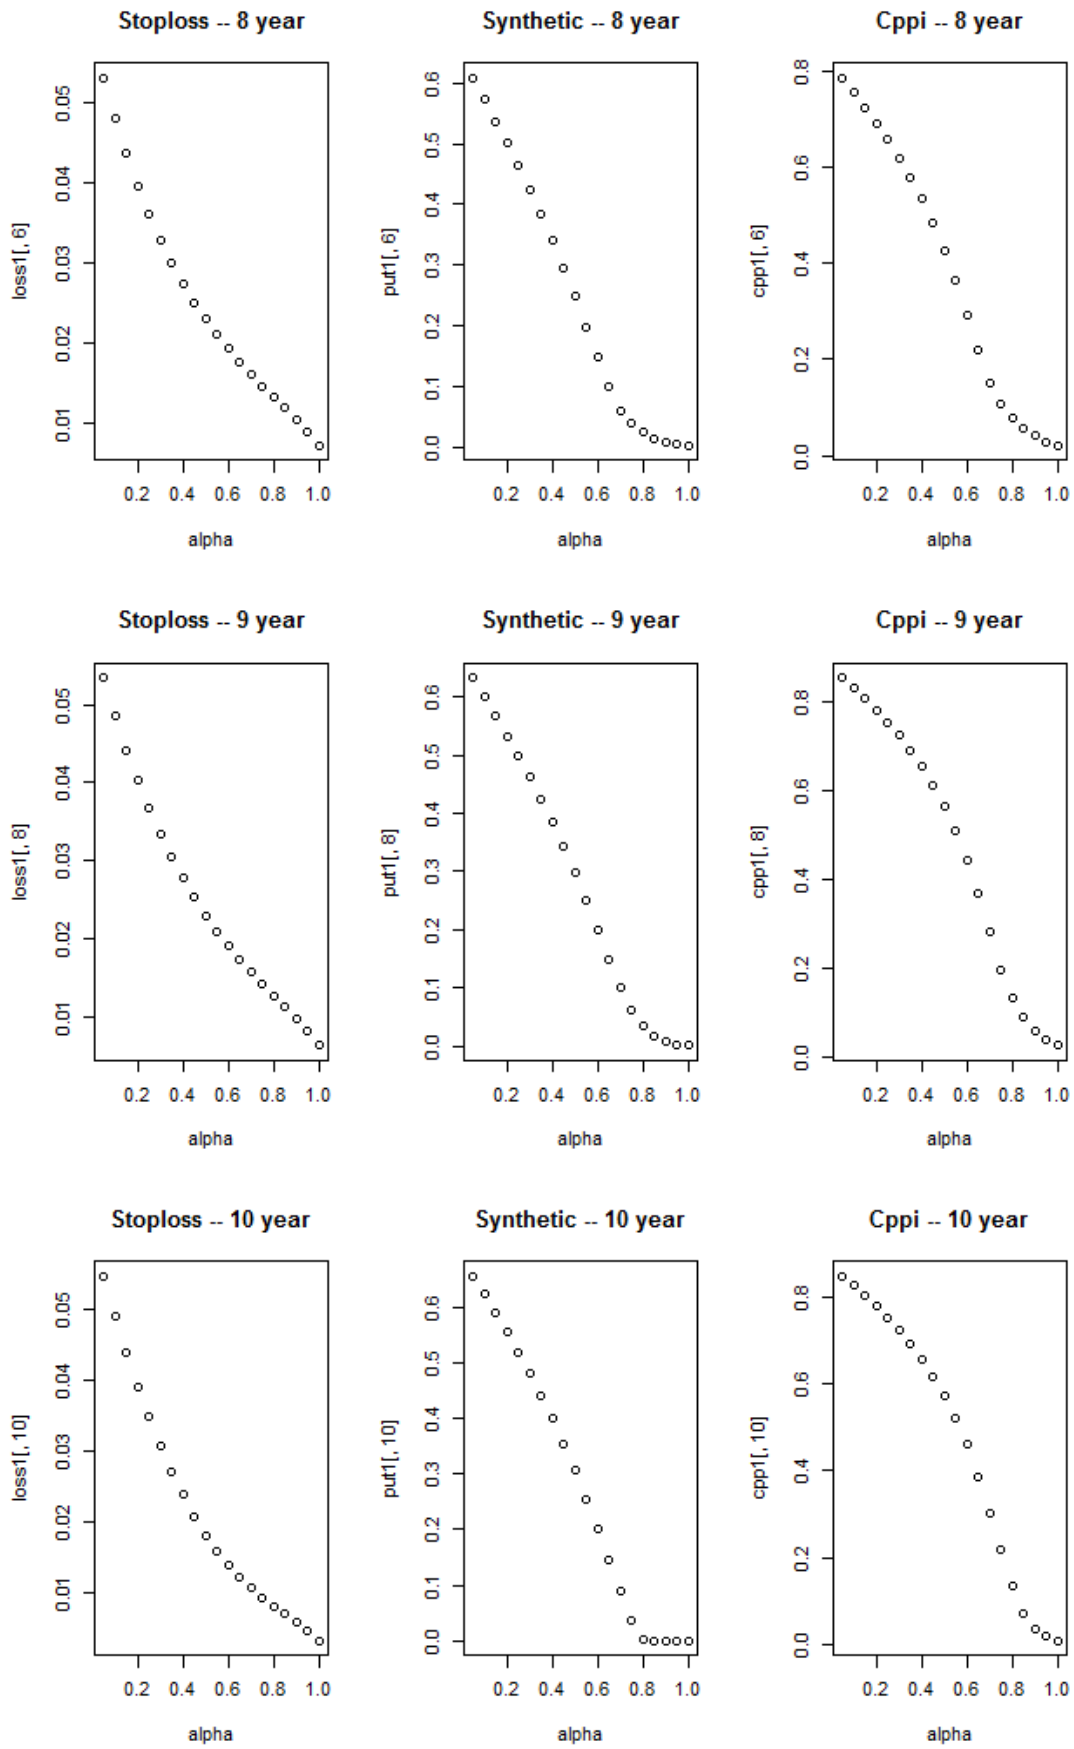 Stoploss -- 8 year
loss1[, 6]
0.05
0.04
0.03
0.02
0.01
0.2 0.4 0.6 0.8 1.0
alpha
Synthetic -- 8 year
put1[, 6]
0.6
0.5
0.4
0.3
0.2
0.1
0.0
0.2 0.4 0.6 0.8 1.0
alpha
Cppi -- 8 year
cpp1[, 6]
0.8
0.6
0.4
0.2
0.0
0.2 0.4 0.6 0.8 1.0
alpha
Stoploss -- 9 year
loss1[, 8]
0.05
0.04
0.03
0.02
0.01
0.2 0.4 0.6 0.8 1.0
alpha
Synthetic -- 9 year
put1[, 8]
0.6
0.5
0.4
0.3
0.2
0.1
0.0
0.2 0.4 0.6 0.8 1.0
alpha
Cppi -- 9 year
cpp1[, 8]
0.8
0.6
0.4
0.2
0.0
0.2 0.4 0.6 0.8 1.0
alpha
Stoploss -- 10 year
loss1[, 10]
0.05
0.04
0.03
0.02
0.01
0.2 0.4 0.6 0.8 1.0
alpha
Synthetic -- 10 year
put1[, 10]
0.6
0.5
0.4
0.3
0.2
0.1
0.0
0.2 0.4 0.6 0.8 1.0
alpha
Cppi -- 10 year
cpp1[, 10]
0.8
0.6
0.4
0.2
0.0
0.2 0.4 0.6 0.8 1.0
alpha